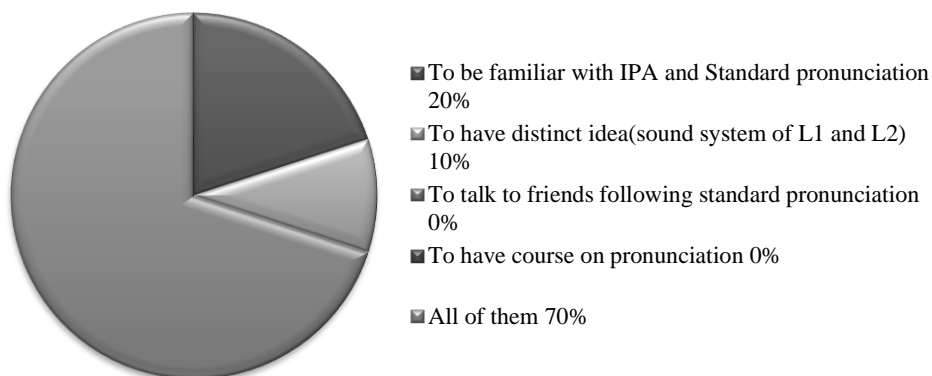 To be familiar with IPA and Standard pronunciation
20%
To have distinct idea(sound system of L1 and L2)
10%
To talk to friends following standard pronunciation
0%
To have course on pronunciation 0%
All of them 70%